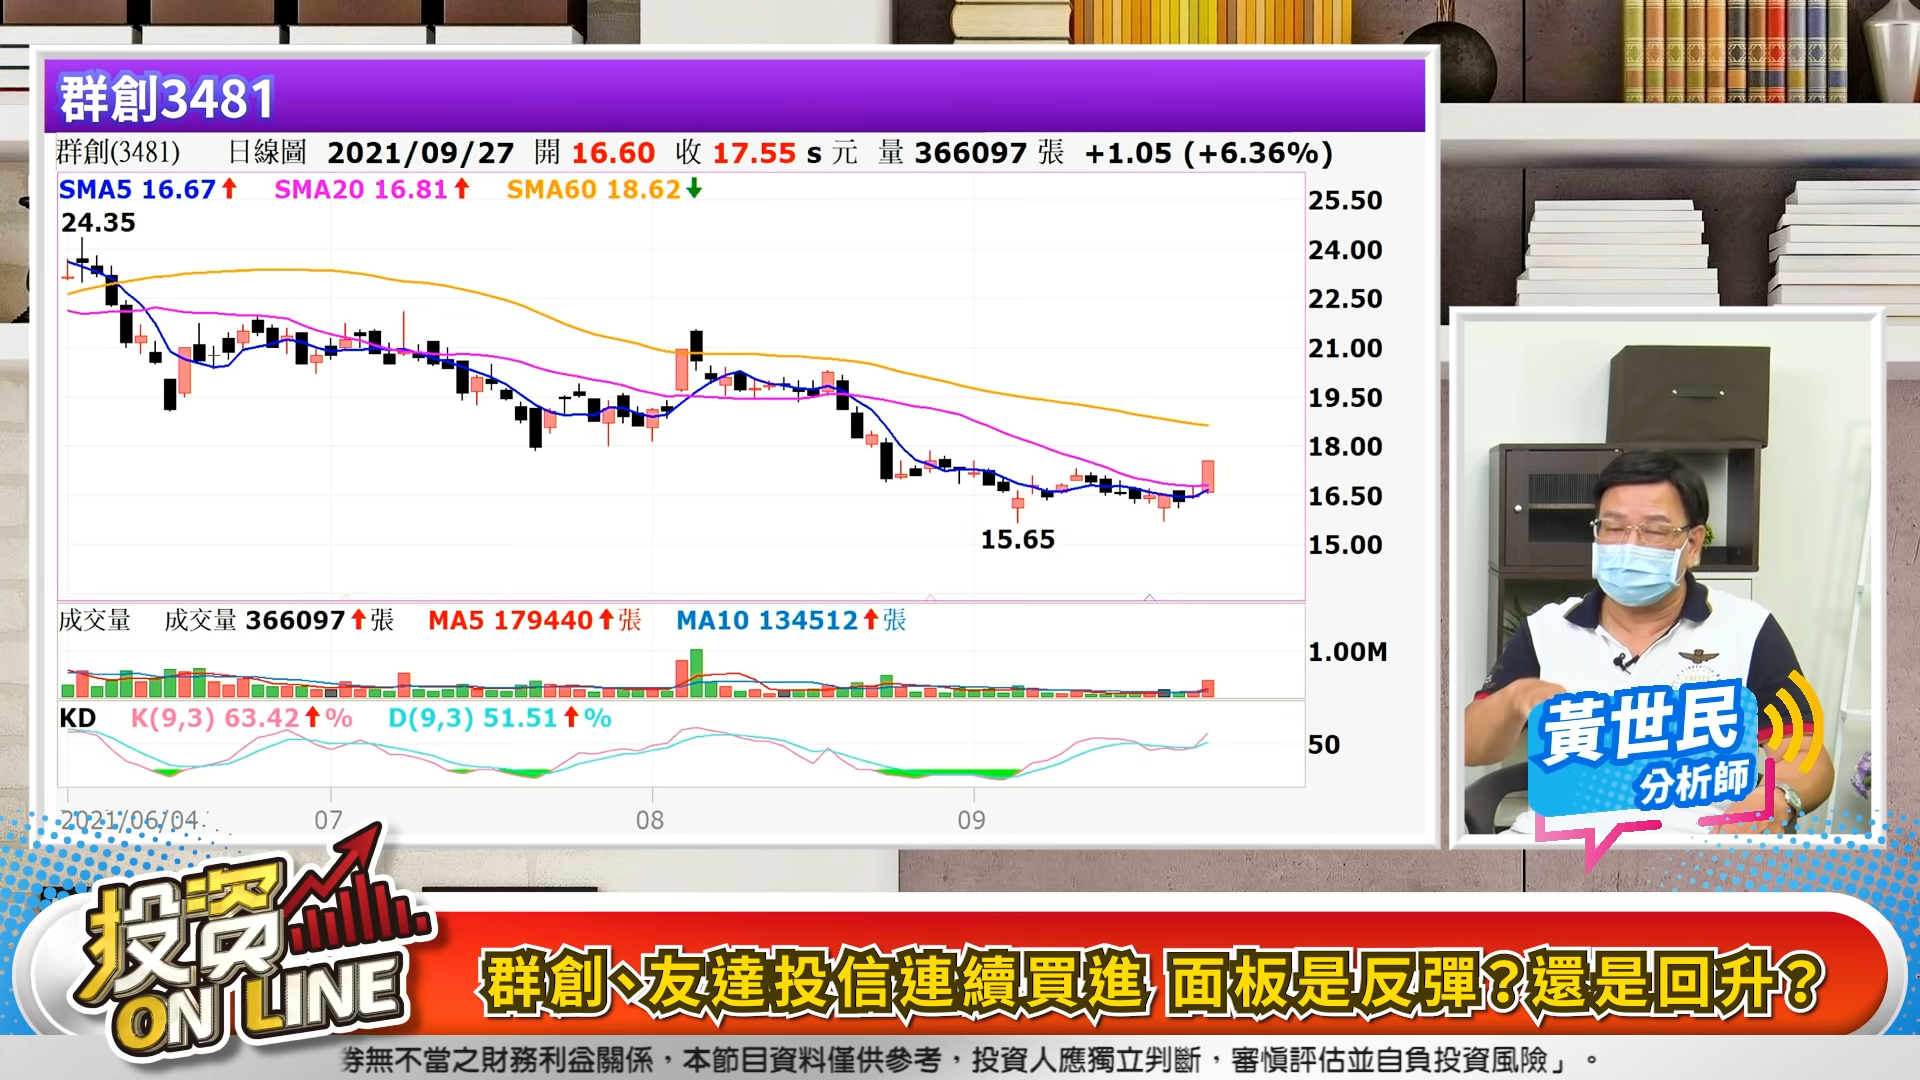 群創3481
群創(3481) 日線圖 2021/09/27 開 16.60 收 17.55 s 元 量 366097 張 +1.05 (+6.36%)
SMA5 16.67 SMA20 16.81 SMA60 18.62
24.35
25.50
24.00
22.50
21.00
19.50
18.00
16.50
15.00
15.65
成交量 成交量 366097 張 MA5 179440 張 MA10 134512 張
1.00M
KD K(9,3) 63.42 % D(9,3) 51.51 %
50
2021/06/04 07 08 09
黃世民
分析師
投資
ON LINE
群創、友達投信連續買進 面板是反彈?還是回升?
券無不當之財務利益關係，本節目資料僅供參考，投資人應獨立判斷，審慎評估並自負投資風險」。